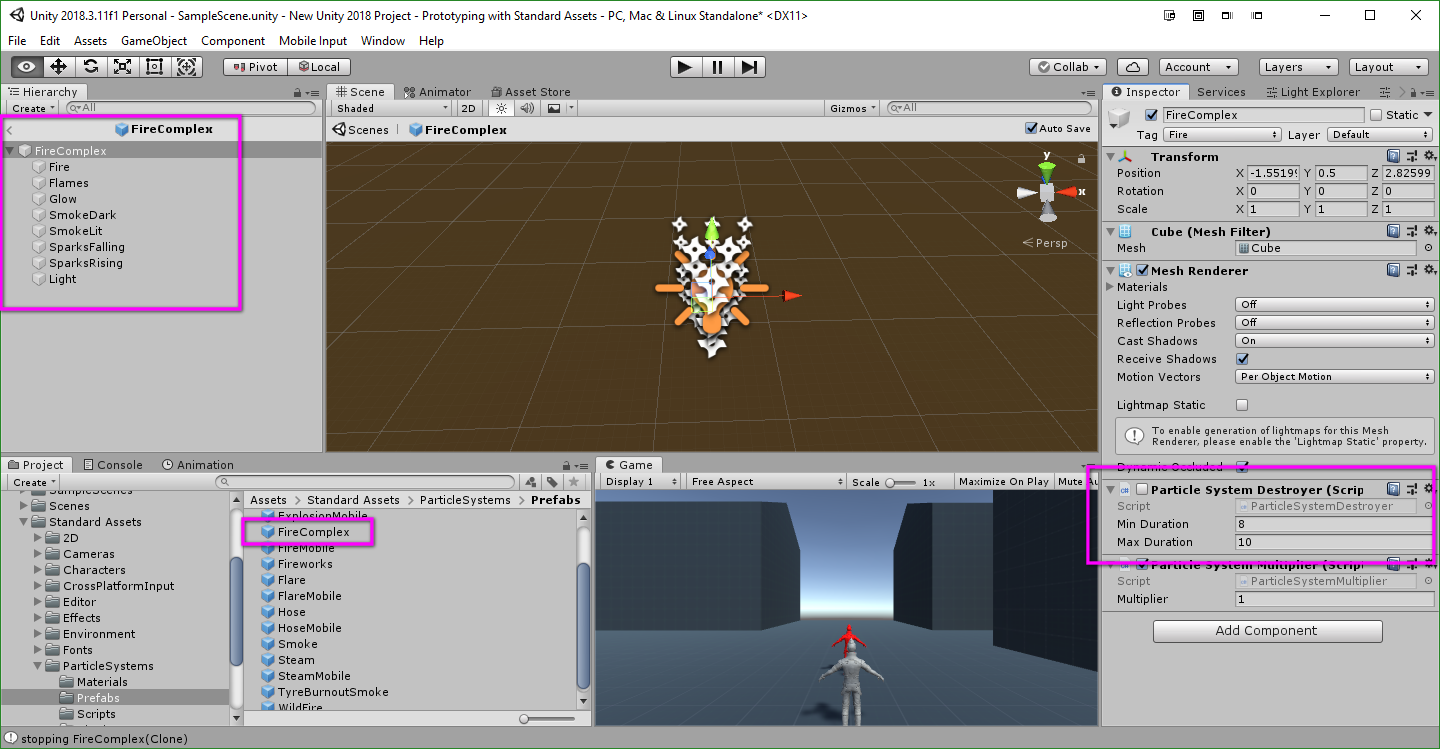 Unity 2018.3.11f1 Personal - SampleScene.unity - New Unity 2018 Project - Prototyping with Standard Assets - PC, Mac & Linux Standalone* <DX11>
File Edit Assets GameObject Component Mobile Input Window Help
Pivot Local Collab Account Layers Layout
Hierarchy
Create All
FireComplex
FireComplex
Fire
Flames
Glow
SmokeDark
SmokeLit
SparksFalling
SparksRising
Light
Scene Animator Asset Store
Shaded 2D Gizmos All
Scenes FireComplex Auto Save
y
x
Persp
Inspector Services Light Explorer
FireComplex Static
Tag Fire Layer Default
Transform
Position X -1.5519 Y 0.5 Z 2.82599
Rotation X 0 Y 0 Z 0
Scale X 1 Y 1 Z 1
Cube (Mesh Filter)
Mesh Cube
Mesh Renderer
Materials
Light Probes Off
Reflection Probes Off
Cast Shadows On
Receive Shadows
Motion Vectors Per Object Motion
Lightmap Static
To enable generation of lightmaps for this Mesh
Renderer, please enable the 'Lightmap Static' property.
Dynamic Occluded
Particle System Destroyer (Scrip
Script ParticleSystemDestroyer
Min Duration 8
Max Duration 10
Particle System Multiplier (Scrip
Script ParticleSystemMultiplier
Multiplier 1
Add Component
Project Console Animation
Create
SampleScenes
Scenes
Standard Assets
2D
Cameras
Characters
CrossPlatformInput
Editor
Effects
Environment
Fonts
ParticleSystems
Materials
Prefabs
Scripts
Assets > Standard Assets > ParticleSystems > Prefabs
ExplosionMobile
FireComplex
FireMobile
Fireworks
Flare
FlareMobile
Hose
HoseMobile
Smoke
Steam
SteamMobile
TyreBurnoutSmoke
WildFire
Game
Display 1 Free Aspect Scale 1x Maximize On Play Mute Au
stopping FireComplex(Clone)